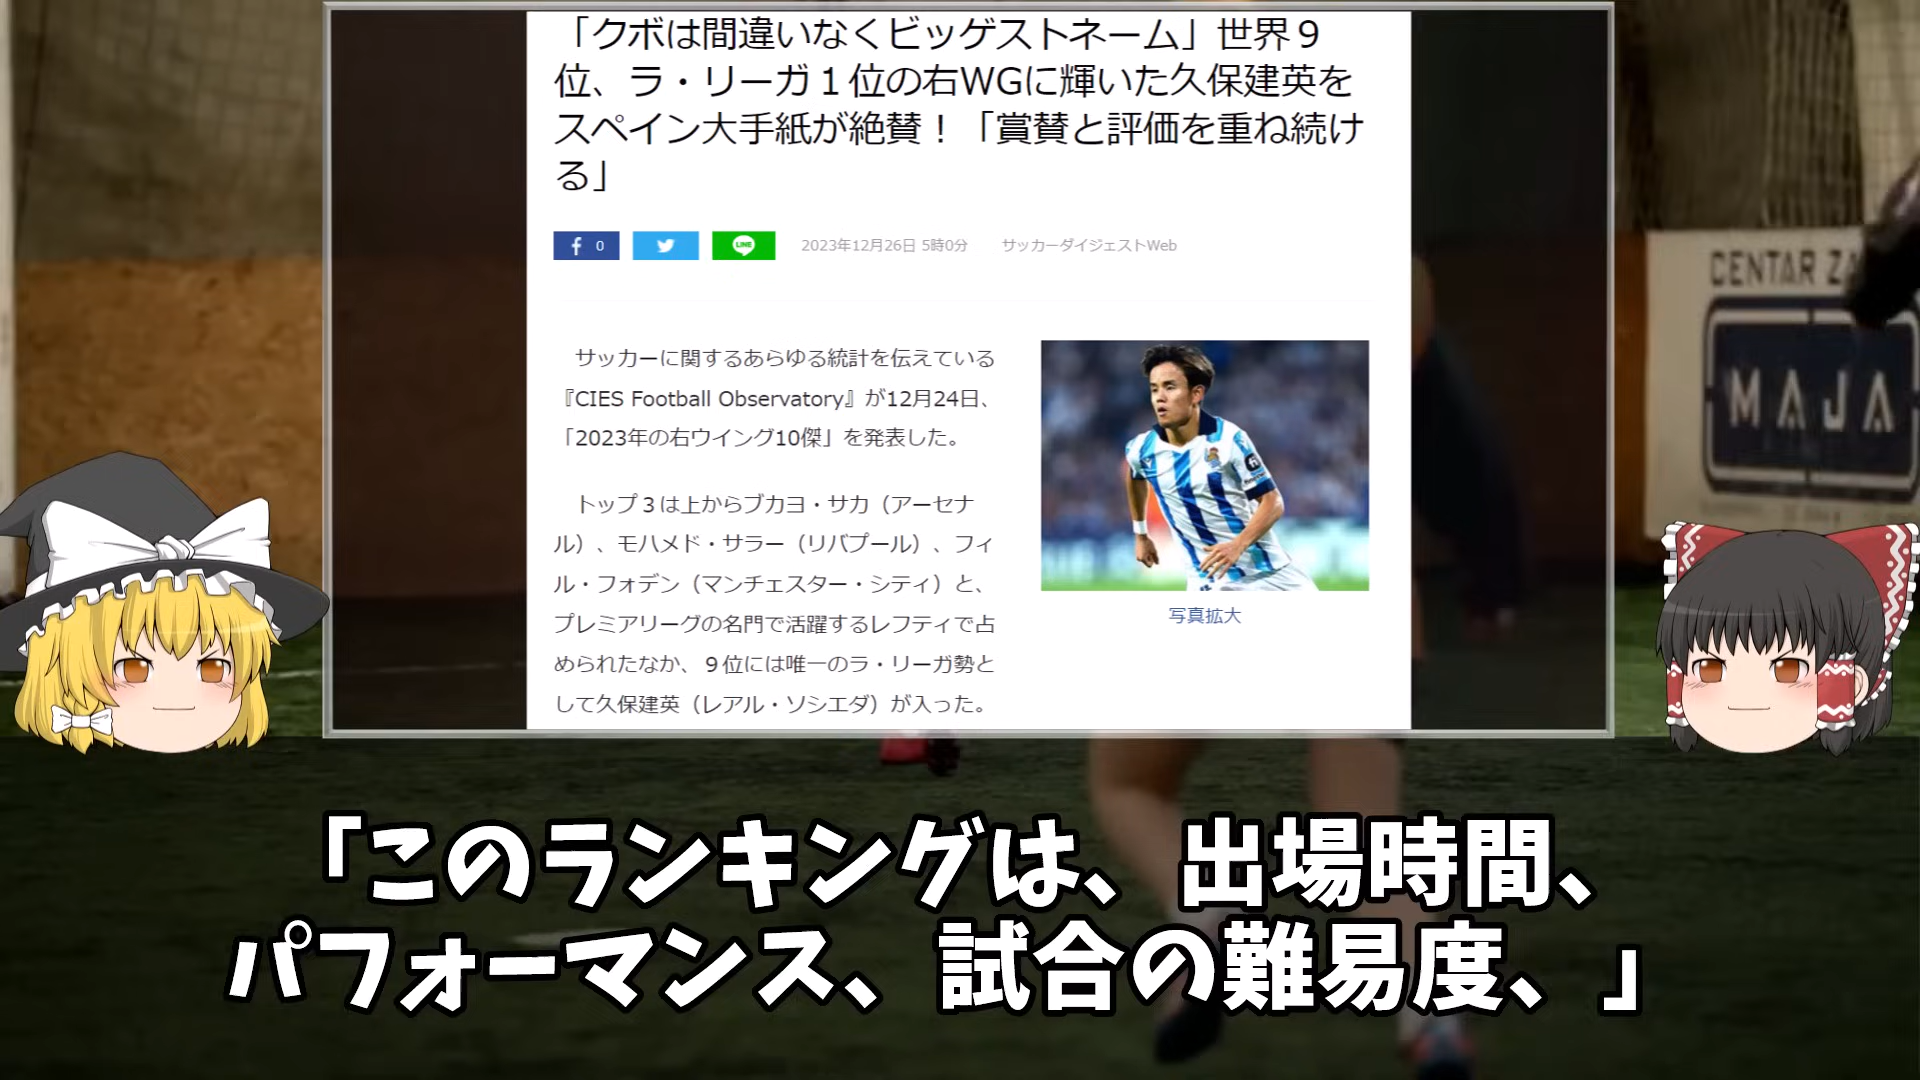 「クボは間違いなくビッゲストネーム」世界９
位、ラ・リーガ１位の右WGに輝いた久保建英を
スペイン大手紙が絶賛！「賞賛と評価を重ね続け
る」
0
LINE
2023年12月26日 5時0分
サッカーダイジェストWeb
サッカーに関するあらゆる統計を伝えている
『CIES Football Observatory』が12月24日、
「2023年の右ウイング10傑」を発表した。
トップ３は上からブカヨ・サカ（アーセナ
ル）、モハメド・サラー（リバプール）、フィ
ル・フォデン（マンチェスター・シティ）と、
プレミアリーグの名門で活躍するレフティで占
められたなか、９位には唯一のラ・リーガ勢と
して久保建英（レアル・ソシエダ）が入った。
写真拡大
CENTAR ZA
MAJA
「このランキングは、出場時間、
パフォーマンス、試合の難易度、」